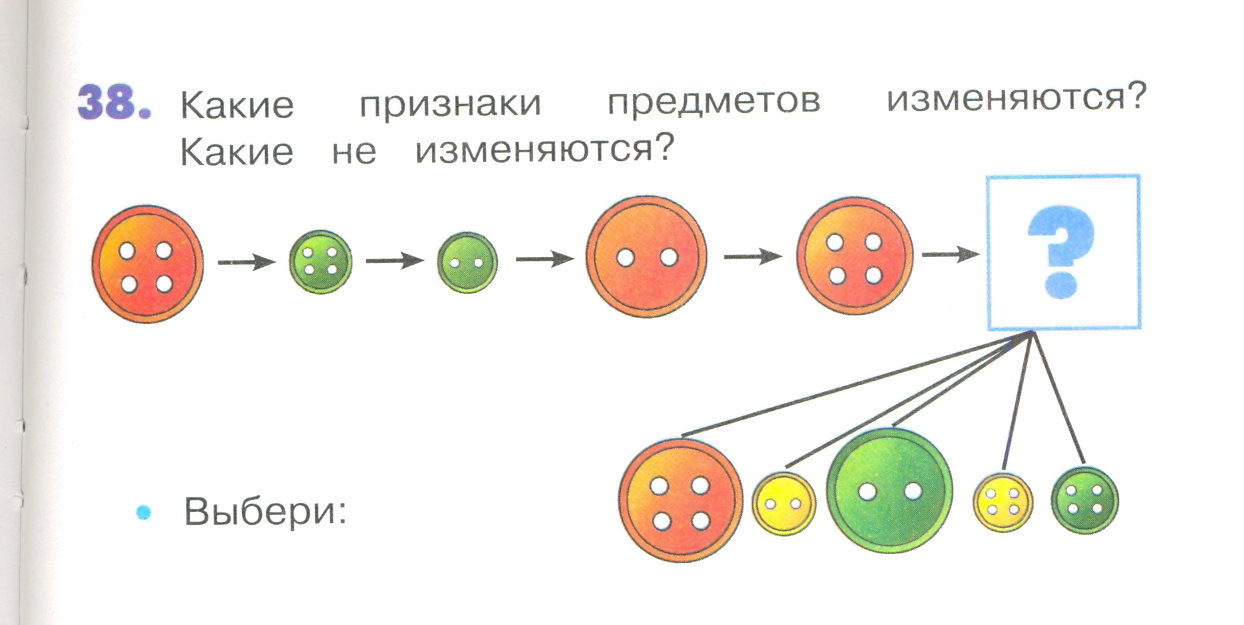 38. Какие признаки предметов изменяются?
Какие не изменяются?
?
• Выбери: